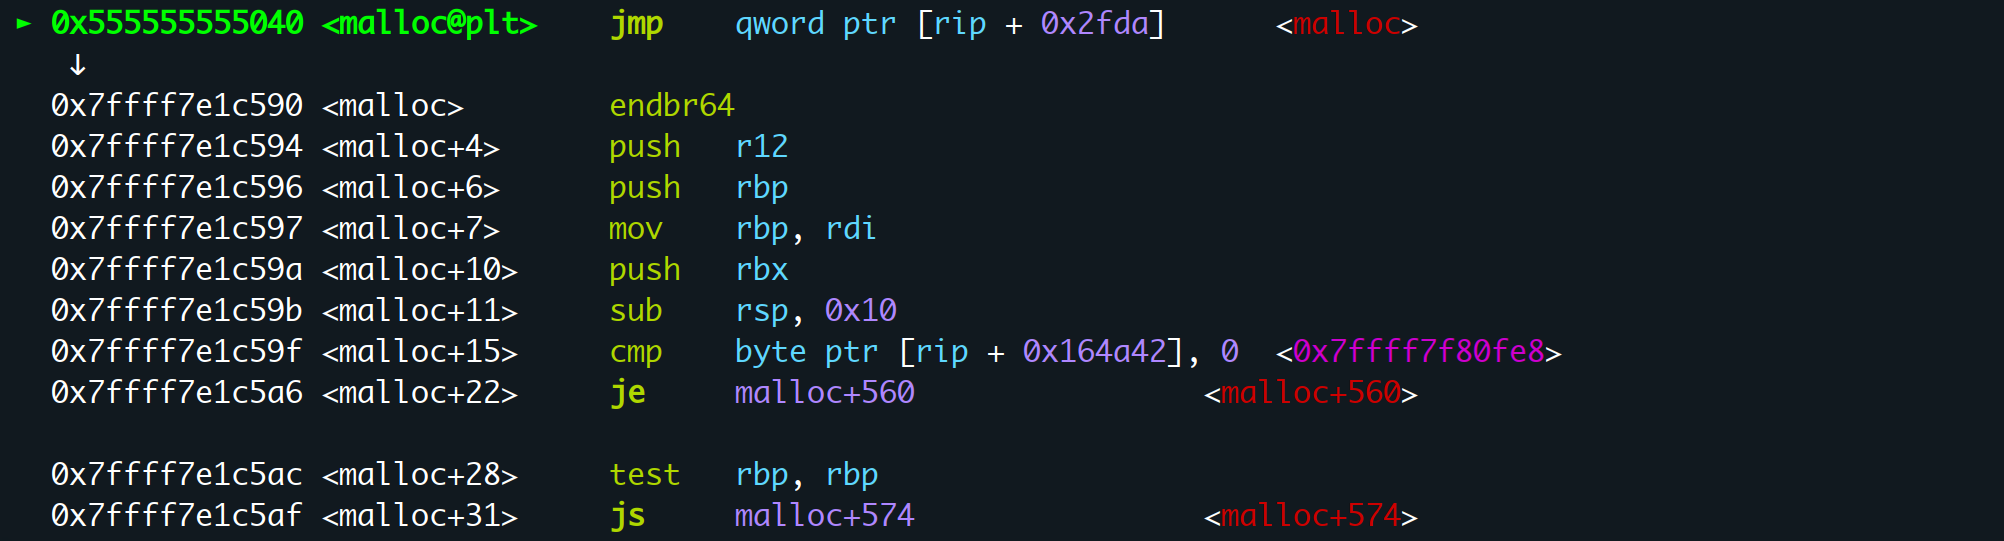 ► 0x555555555040 <malloc@plt>    jmp    qword ptr [rip + 0x2fda]      <malloc>
↓
0x7ffff7e1c590 <malloc>        endbr64
0x7ffff7e1c594 <malloc+4>      push   r12
0x7ffff7e1c596 <malloc+6>      push   rbp
0x7ffff7e1c597 <malloc+7>      mov    rbp, rdi
0x7ffff7e1c59a <malloc+10>     push   rbx
0x7ffff7e1c59b <malloc+11>     sub    rsp, 0x10
0x7ffff7e1c59f <malloc+15>     cmp    byte ptr [rip + 0x164a42], 0  <0x7ffff7f80fe8>
0x7ffff7e1c5a6 <malloc+22>     je     malloc+560                <malloc+560>
0x7ffff7e1c5ac <malloc+28>     test   rbp, rbp
0x7ffff7e1c5af <malloc+31>     js     malloc+574                <malloc+574>